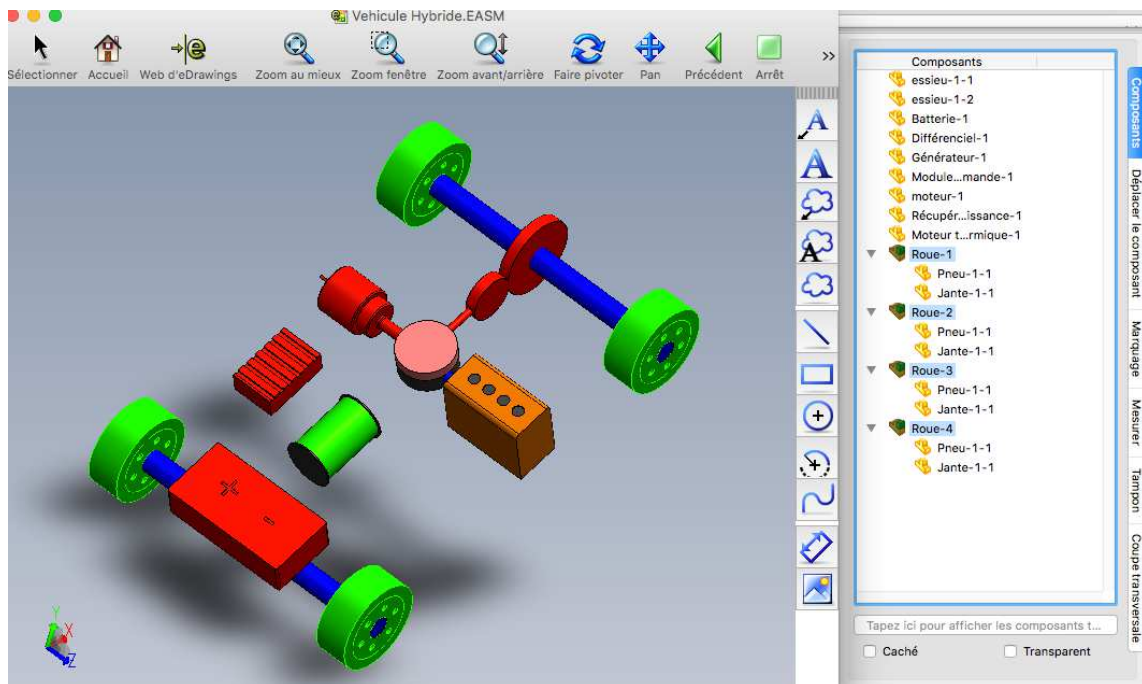 Vehicule Hybride.EASM
Sélectionner Accueil Web d'eDrawings Zoom au mieux Zoom fenêtre Zoom avant/arrière Faire pivoter Pan Précédent Arrêt
Composants
essieu-1-1
essieu-1-2
Batterie-1
Différenciel-1
Générateur-1
Module...mande-1
moteur-1
Récupér...issance-1
Moteur t...rmique-1
Roue-1
Pneu-1-1
Jante-1-1
Roue-2
Pneu-1-1
Jante-1-1
Roue-3
Pneu-1-1
Jante-1-1
Roue-4
Pneu-1-1
Jante-1-1
Tapez ici pour afficher les composants t...
Caché Transparent
Composants
Déplacer le composant
Marquage
Mesurer
Tampon
Coupe transversale
+
-
Y
X
Z